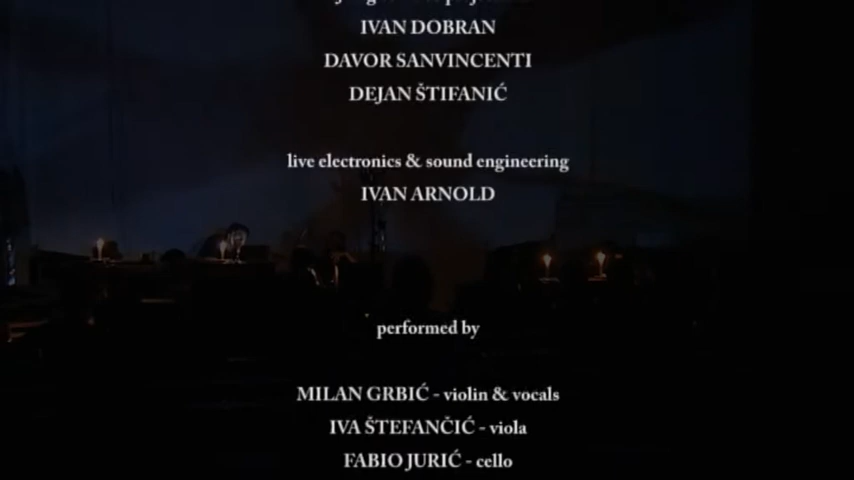 IVAN DOBRAN
DAVOR SANVINCENTI
DEJAN ŠTIFANIĆ
live electronics & sound engineering
IVAN ARNOLD
performed by
MILAN GRBIĆ - violin & vocals
IVA ŠTEFANČIĆ - viola
FABIO JURIĆ - cello